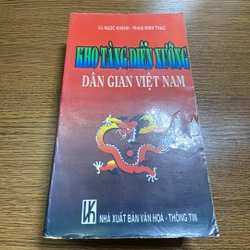 VŨ NGỌC KHÁNH - PHẠM MINH THẢO
KHO TÀNG DIỄN XƯỚNG
DÂN GIAN VIỆT NAM
NHÀ XUẤT BẢN VĂN HOÁ - THÔNG TIN